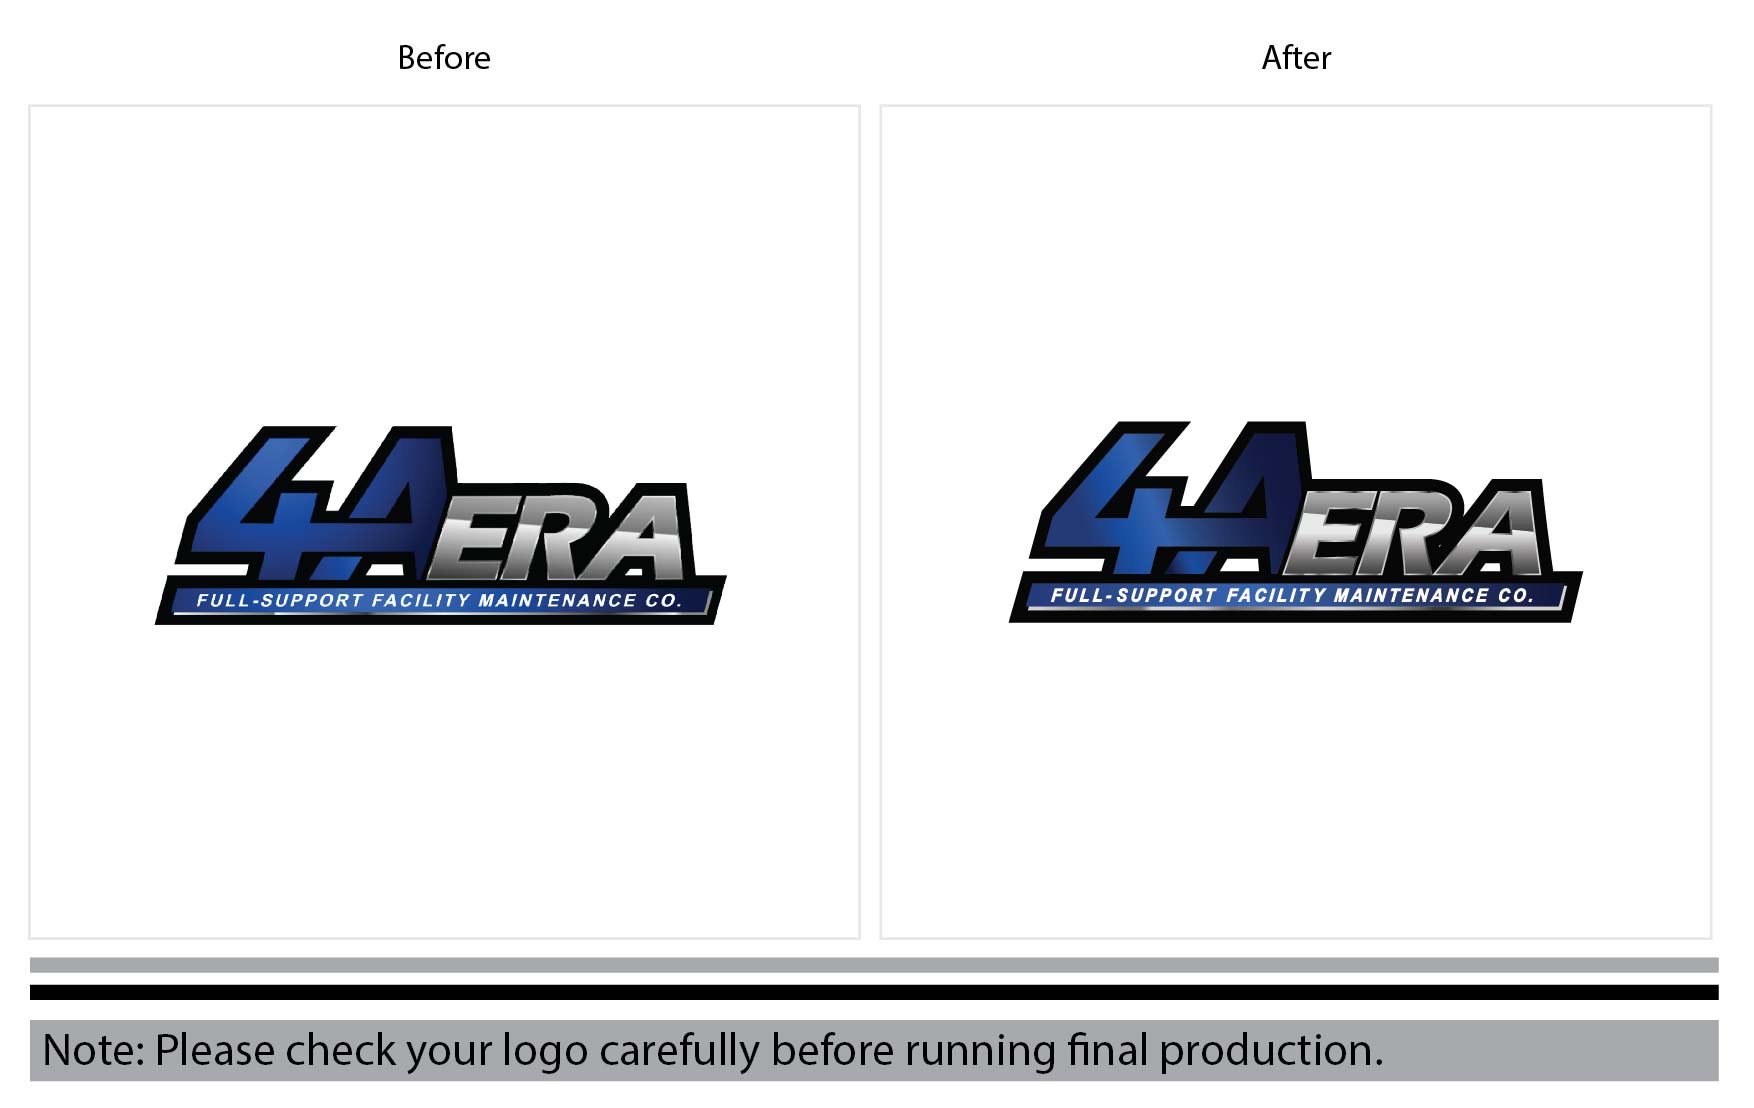 Before
After
4AERA
FULL-SUPPORT FACILITY MAINTENANCE CO.
4AERA
FULL-SUPPORT FACILITY MAINTENANCE CO.
Note: Please check your logo carefully before running final production.